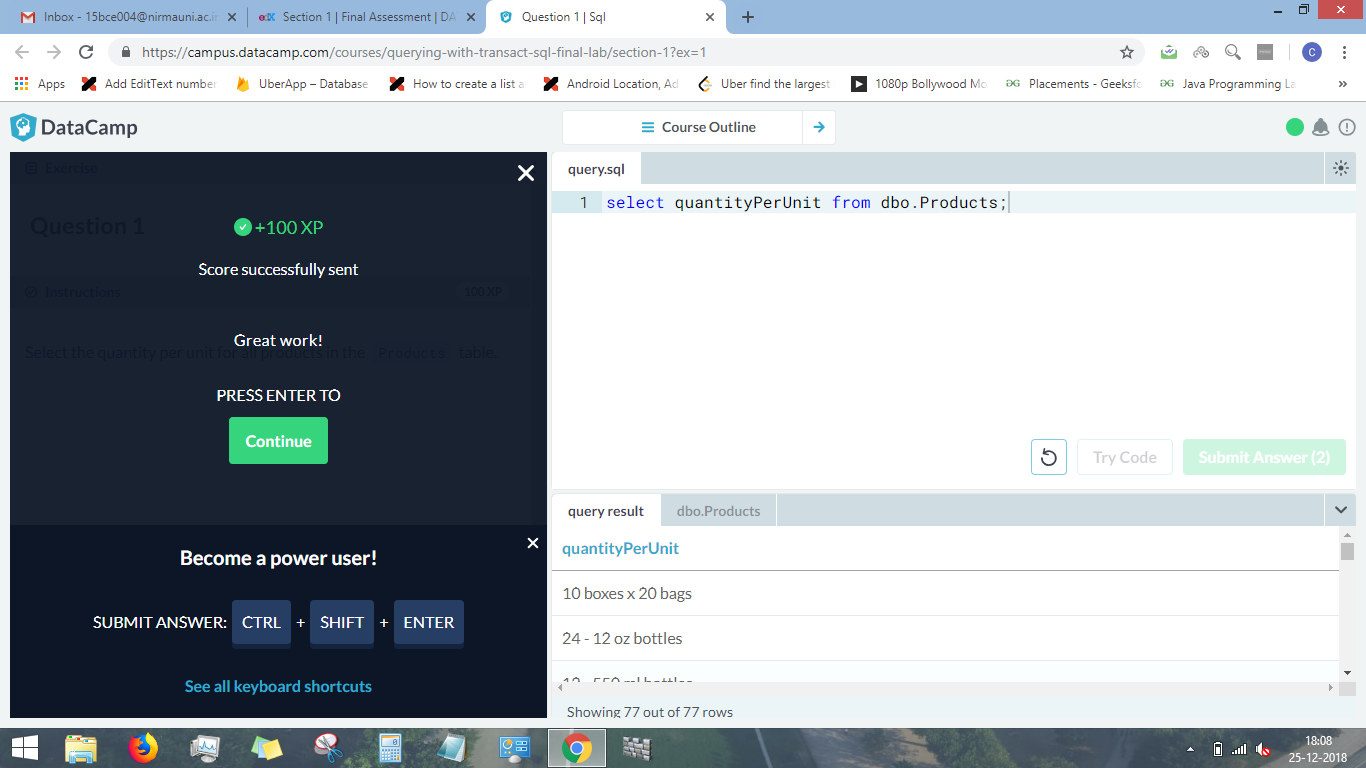 Inbox - 15bce004@nirmauni.ac.in
Section 1 | Final Assessment | DA
Question 1 | Sql
https://campus.datacamp.com/courses/querying-with-transact-sql-final-lab/section-1?ex=1
C
Apps
Add EditText number
UberApp – Database
How to create a list a
Android Location, Ad
Uber find the largest
1080p Bollywood Mo
Placements - Geeksfo
Java Programming La
»
DataCamp
Course Outline
Exercise
Question 1
+100 XP
Score successfully sent
Instructions
100 XP
Great work!
Select the quantity per unit for all products in the Products table.
PRESS ENTER TO
Continue
Become a power user!
SUBMIT ANSWER: CTRL + SHIFT + ENTER
See all keyboard shortcuts
query.sql
1 select quantityPerUnit from dbo.Products;
Try Code
Submit Answer (2)
query result
dbo.Products
quantityPerUnit
10 boxes x 20 bags
24 - 12 oz bottles
12 - 550 ml bottles
Showing 77 out of 77 rows
18:08
25-12-2018